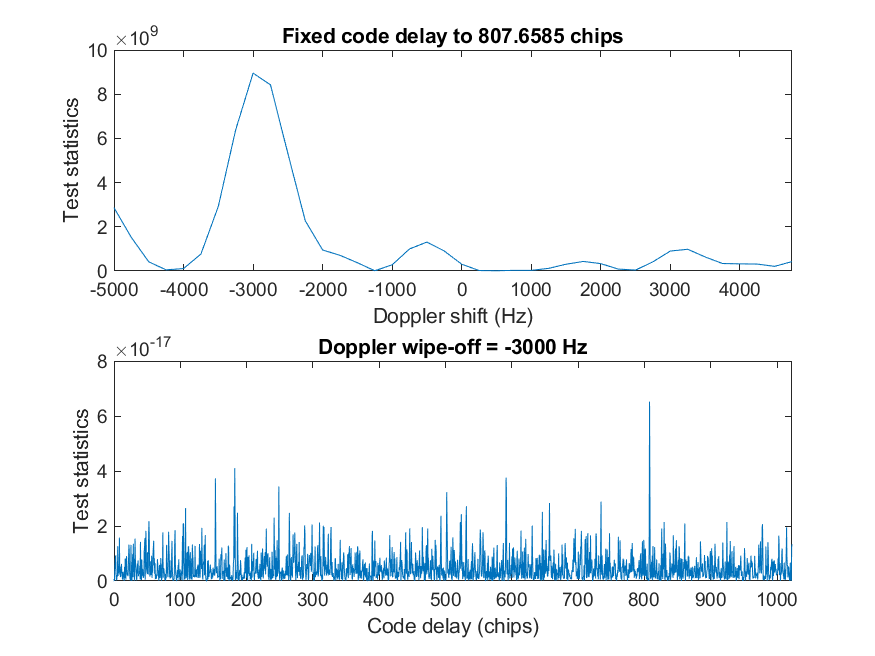 ×10^9
Fixed code delay to 807.6585 chips
10
8
6
4
2
0
Test statistics
-5000 -4000 -3000 -2000 -1000 0 1000 2000 3000 4000
Doppler shift (Hz)
×10^-17
Doppler wipe-off = -3000 Hz
8
6
4
2
0
Test statistics
0 100 200 300 400 500 600 700 800 900 1000
Code delay (chips)